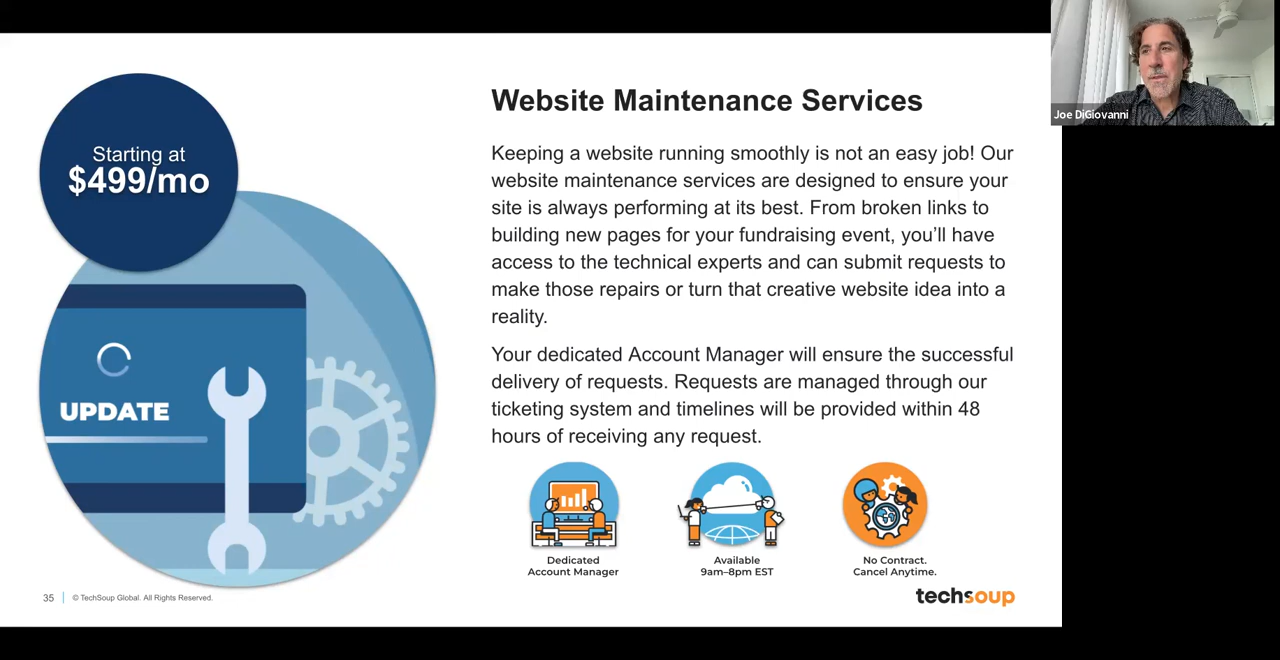 Starting at
$499/mo
UPDATE
Website Maintenance Services
Keeping a website running smoothly is not an easy job! Our
website maintenance services are designed to ensure your
site is always performing at its best. From broken links to
building new pages for your fundraising event, you’ll have
access to the technical experts and can submit requests to
make those repairs or turn that creative website idea into a
reality.
Your dedicated Account Manager will ensure the successful
delivery of requests. Requests are managed through our
ticketing system and timelines will be provided within 48
hours of receiving any request.
Dedicated
Account Manager
Available
9am–8pm EST
No Contract.
Cancel Anytime.
35
© TechSoup Global. All Rights Reserved.
techsoup
Joe DiGiovanni